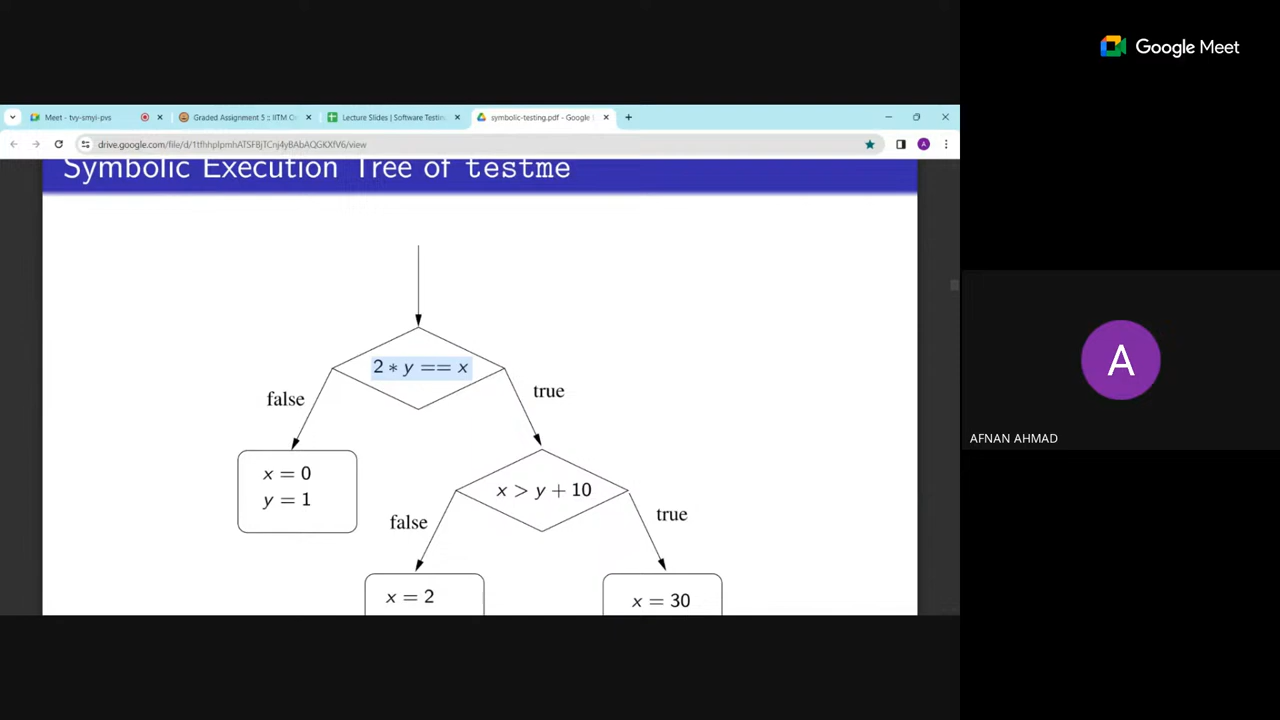 Google Meet
Meet - tvy-smyi-pvs
Graded Assignment 5 :: IITM O
Lecture Slides | Software Testin
symbolic-testing.pdf - Google
Symbolic Execution Tree of testme
2 * y == x
false
true
x = 0
y = 1
x > y + 10
false
true
x = 2
x = 30
A
AFNAN AHMAD